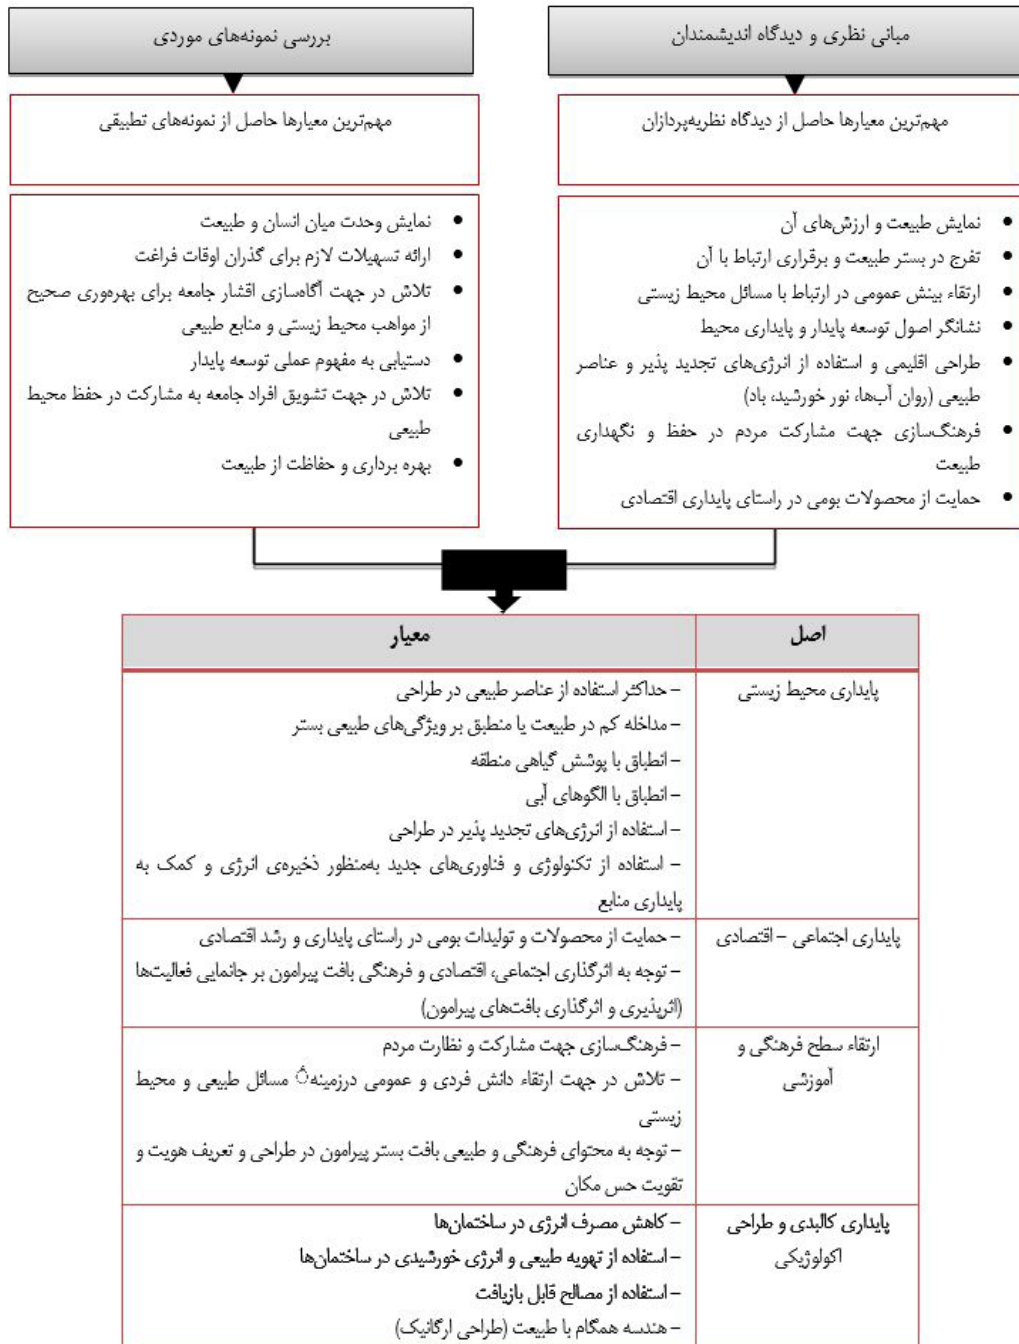 مبانی نظری و دیدگاه اندیشمندان
مهم‌ترین معیارها حاصل از دیدگاه نظریه‌پردازان
• نمایش طبیعت و ارزش‌های آن
• تفرج در بستر طبیعت و برقراری ارتباط با آن
• ارتقاء بینش عمومی در ارتباط با مسائل محیط زیستی
• نشانگر اصول توسعه پایدار و پایداری محیط
• طراحی اقلیمی و استفاده از انرژی‌های تجدید پذیر و عناصر
طبیعی (روان آب‌ها، نور خورشید، باد)
• فرهنگ‌سازی جهت مشارکت مردم در حفظ و نگهداری
طبیعت
• حمایت از محصولات بومی در راستای پایداری اقتصادی
بررسی نمونه‌های موردی
مهم‌ترین معیارها حاصل از نمونه‌های تطبیقی
• نمایش وحدت میان انسان و طبیعت
• ارائه تسهیلات لازم برای گذران اوقات فراغت
• تلاش در جهت آگاه‌سازی اقشار جامعه برای بهره‌وری صحیح
از مواهب محیط زیستی و منابع طبیعی
• دستیابی به مفهوم عملی توسعه پایدار
• تلاش در جهت تشویق افراد جامعه به مشارکت در حفظ محیط
طبیعی
• بهره برداری و حفاظت از طبیعت
اصل
معیار
پایداری محیط زیستی
- حداکثر استفاده از عناصر طبیعی در طراحی
- مداخله کم در طبیعت یا منطبق بر ویژگی‌های طبیعی بستر
- انطباق با پوشش گیاهی منطقه
- انطباق با الگوهای آبی
- استفاده از انرژی‌های تجدید پذیر در طراحی
- استفاده از تکنولوژی و فناوری‌های جدید به‌منظور ذخیره‌ی انرژی و کمک به
پایداری منابع
پایداری اجتماعی – اقتصادی
- حمایت از محصولات و تولیدات بومی در راستای پایداری و رشد اقتصادی
- توجه به اثرگذاری اجتماعی، اقتصادی و فرهنگی بافت پیرامون بر جانمایی فعالیت‌ها
(اثرپذیری و اثرگذاری بافت‌های پیرامون)
ارتقاء سطح فرهنگی و
آموزشی
- فرهنگ‌سازی جهت مشارکت و نظارت مردم
- تلاش در جهت ارتقاء دانش فردی و عمومی درزمینهٔ مسائل طبیعی و محیط
زیستی
- توجه به محتوای فرهنگی و طبیعی بافت بستر پیرامون در طراحی و تعریف هویت و
تقویت حس مکان
پایداری کالبدی و طراحی
اکولوژیکی
- کاهش مصرف انرژی در ساختمان‌ها
- استفاده از تهویه طبیعی و انرژی خورشیدی در ساختمان‌ها
- استفاده از مصالح قابل بازیافت
- هندسه همگام با طبیعت (طراحی ارگانیک)